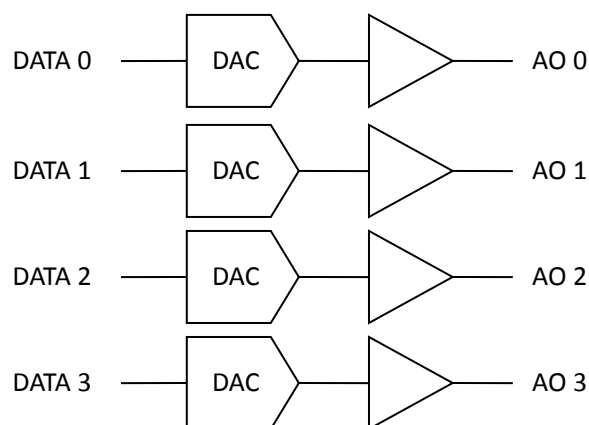 DATA 0 DAC AO 0
DATA 1 DAC AO 1
DATA 2 DAC AO 2
DATA 3 DAC AO 3